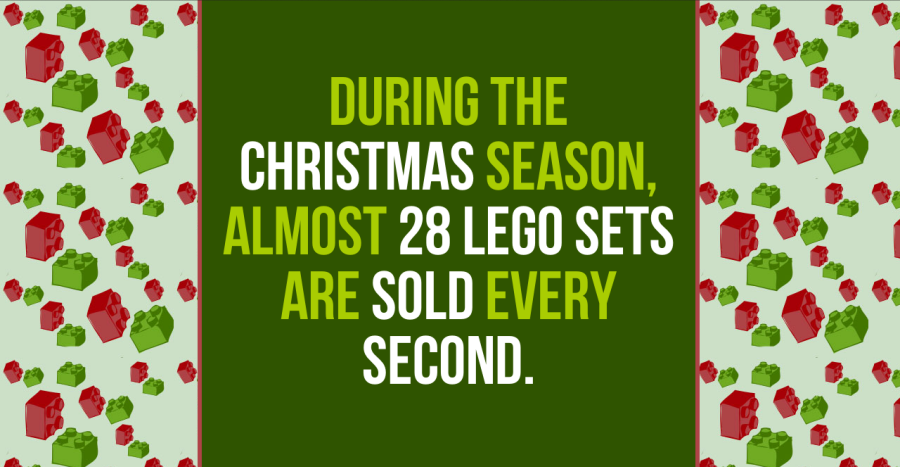 DURING THE
CHRISTMAS SEASON,
ALMOST 28 LEGO SETS
ARE SOLD EVERY
SECOND.